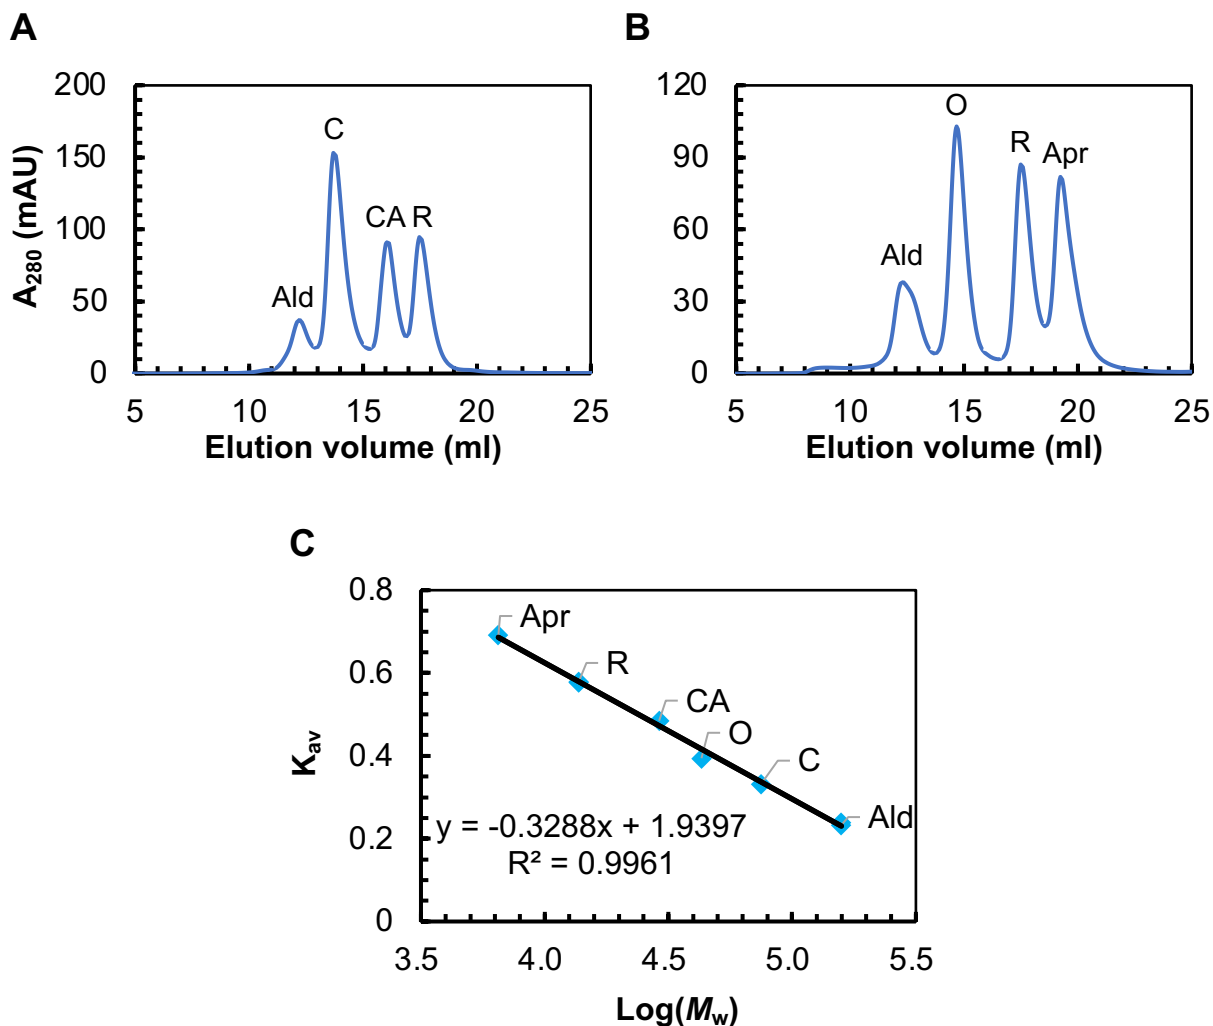 A
200
150
100
50
0
A280 (mAU)
C
CA R
Ald
5 10 15 20 25
Elution volume (ml)
B
120
90
60
30
0
O
R Apr
Ald
5 10 15 20 25
Elution volume (ml)
C
0.8
0.6
0.4
0.2
0
Kav
Apr
R
CA
O
C
Ald
y = -0.3288x + 1.9397
R² = 0.9961
3.5 4.0 4.5 5.0 5.5
Log(Mw)